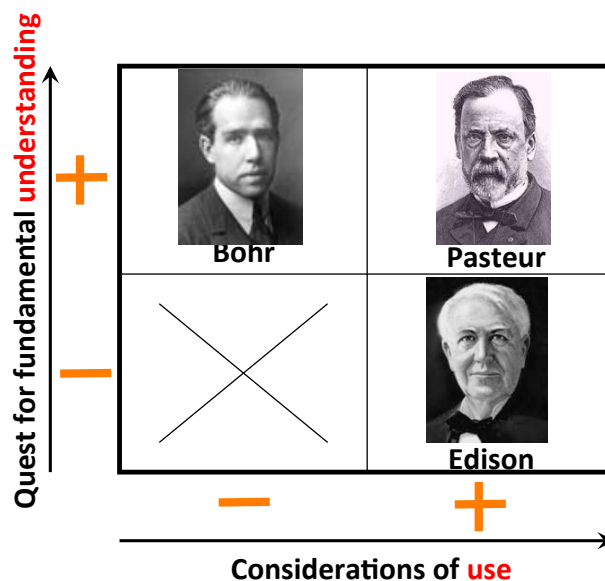 Quest for fundamental understanding
+
Bohr
Pasteur
−
Edison
−
+
Considerations of use